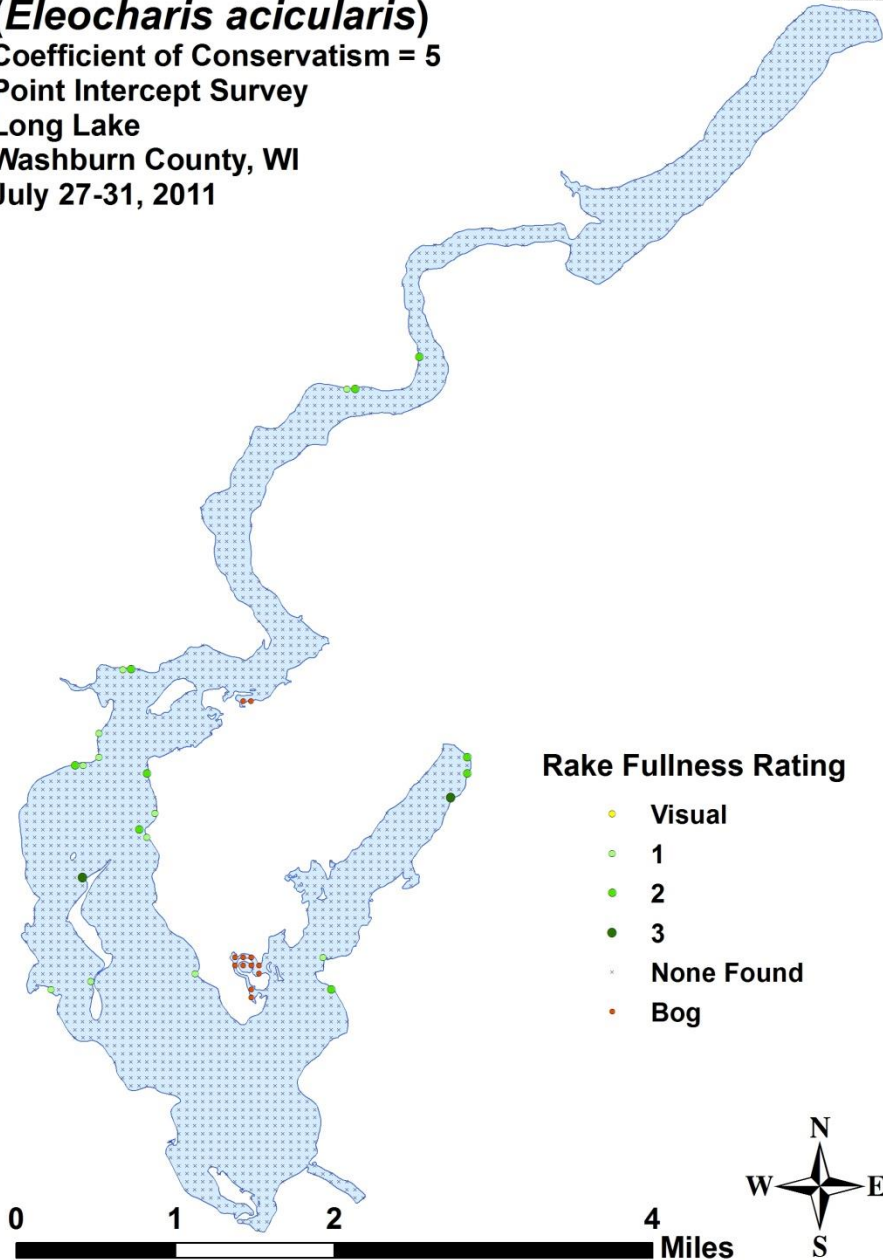 (Eleocharis acicularis)
Coefficient of Conservatism = 5
Point Intercept Survey
Long Lake
Washburn County, WI
July 27-31, 2011
Rake Fullness Rating
Visual
1
2
3
None Found
Bog
N
W E
S
0 1 2 4
Miles